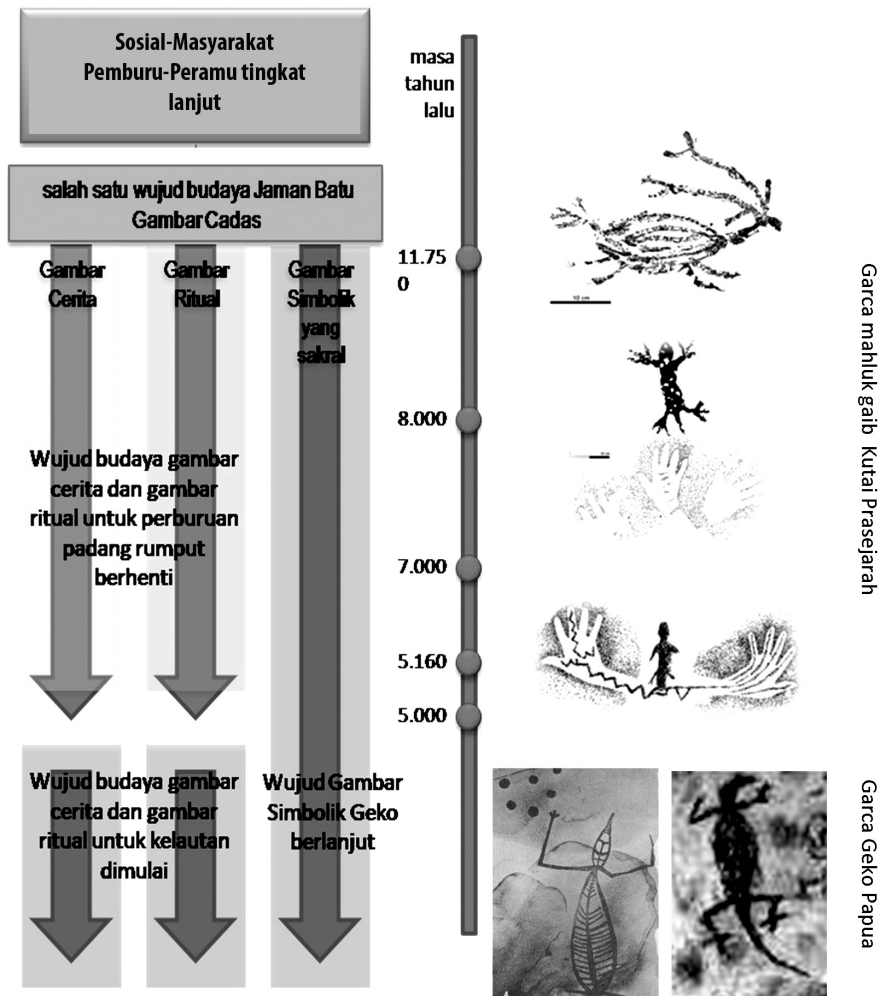 Sosial-Masyarakat
Pemburu-Peramu tingkat
lanjut
salah satu wujud budaya Jaman Batu
Gambar Cadas
Gambar
Cerita
Gambar
Ritual
Gambar
Simbolik
yang
sakral
Wujud budaya gambar
cerita dan gambar
ritual untuk perburuan
padang rumput
berhenti
Wujud budaya gambar
cerita dan gambar
ritual untuk kelautan
dimulai
Wujud Gambar
Simbolik Geko
berlanjut
masa
tahun
lalu
11.75
0
8.000
7.000
5.160
5.000
10 cm
Garca mahluk gaib Kutai Prasejarah
Garca Geko Papua